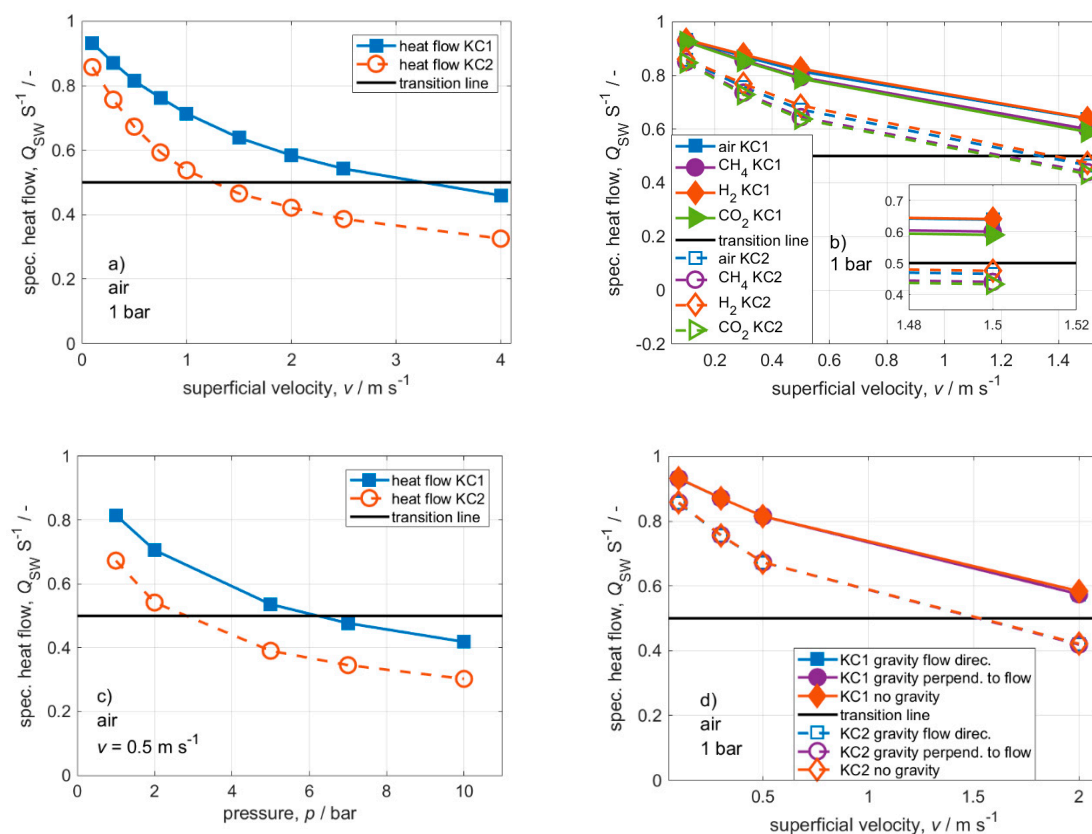 1
0.8
0.6
0.4
0.2
0
spec. heat flow, Q_SW S⁻¹ / -
heat flow KC1
heat flow KC2
transition line
a)
air
1 bar
0 1 2 3 4
superficial velocity, v / m s⁻¹
1
0.8
0.6
0.4
0.2
0
-0.2
spec. heat flow, Q_SW S⁻¹ / -
air KC1
CH₄ KC1
H₂ KC1
CO₂ KC1
transition line
air KC2
CH₄ KC2
H₂ KC2
CO₂ KC2
b)
1 bar
0.7
0.6
0.5
0.4
1.48 1.5 1.52
0.2 0.4 0.6 0.8 1 1.2 1.4
superficial velocity, v / m s⁻¹
1
0.8
0.6
0.4
0.2
0
spec. heat flow, Q_SW S⁻¹ / -
heat flow KC1
heat flow KC2
transition line
c)
air
v = 0.5 m s⁻¹
0 2 4 6 8 10
pressure, p / bar
1
0.8
0.6
0.4
0.2
0
spec. heat flow, Q_SW S⁻¹ / -
d)
air
1 bar
KC1 gravity flow direc.
KC1 gravity perpend. to flow
KC1 no gravity
transition line
KC2 gravity flow direc.
KC2 gravity perpend. to flow
KC2 no gravity
0.5 1 1.5 2
superficial velocity, v / m s⁻¹